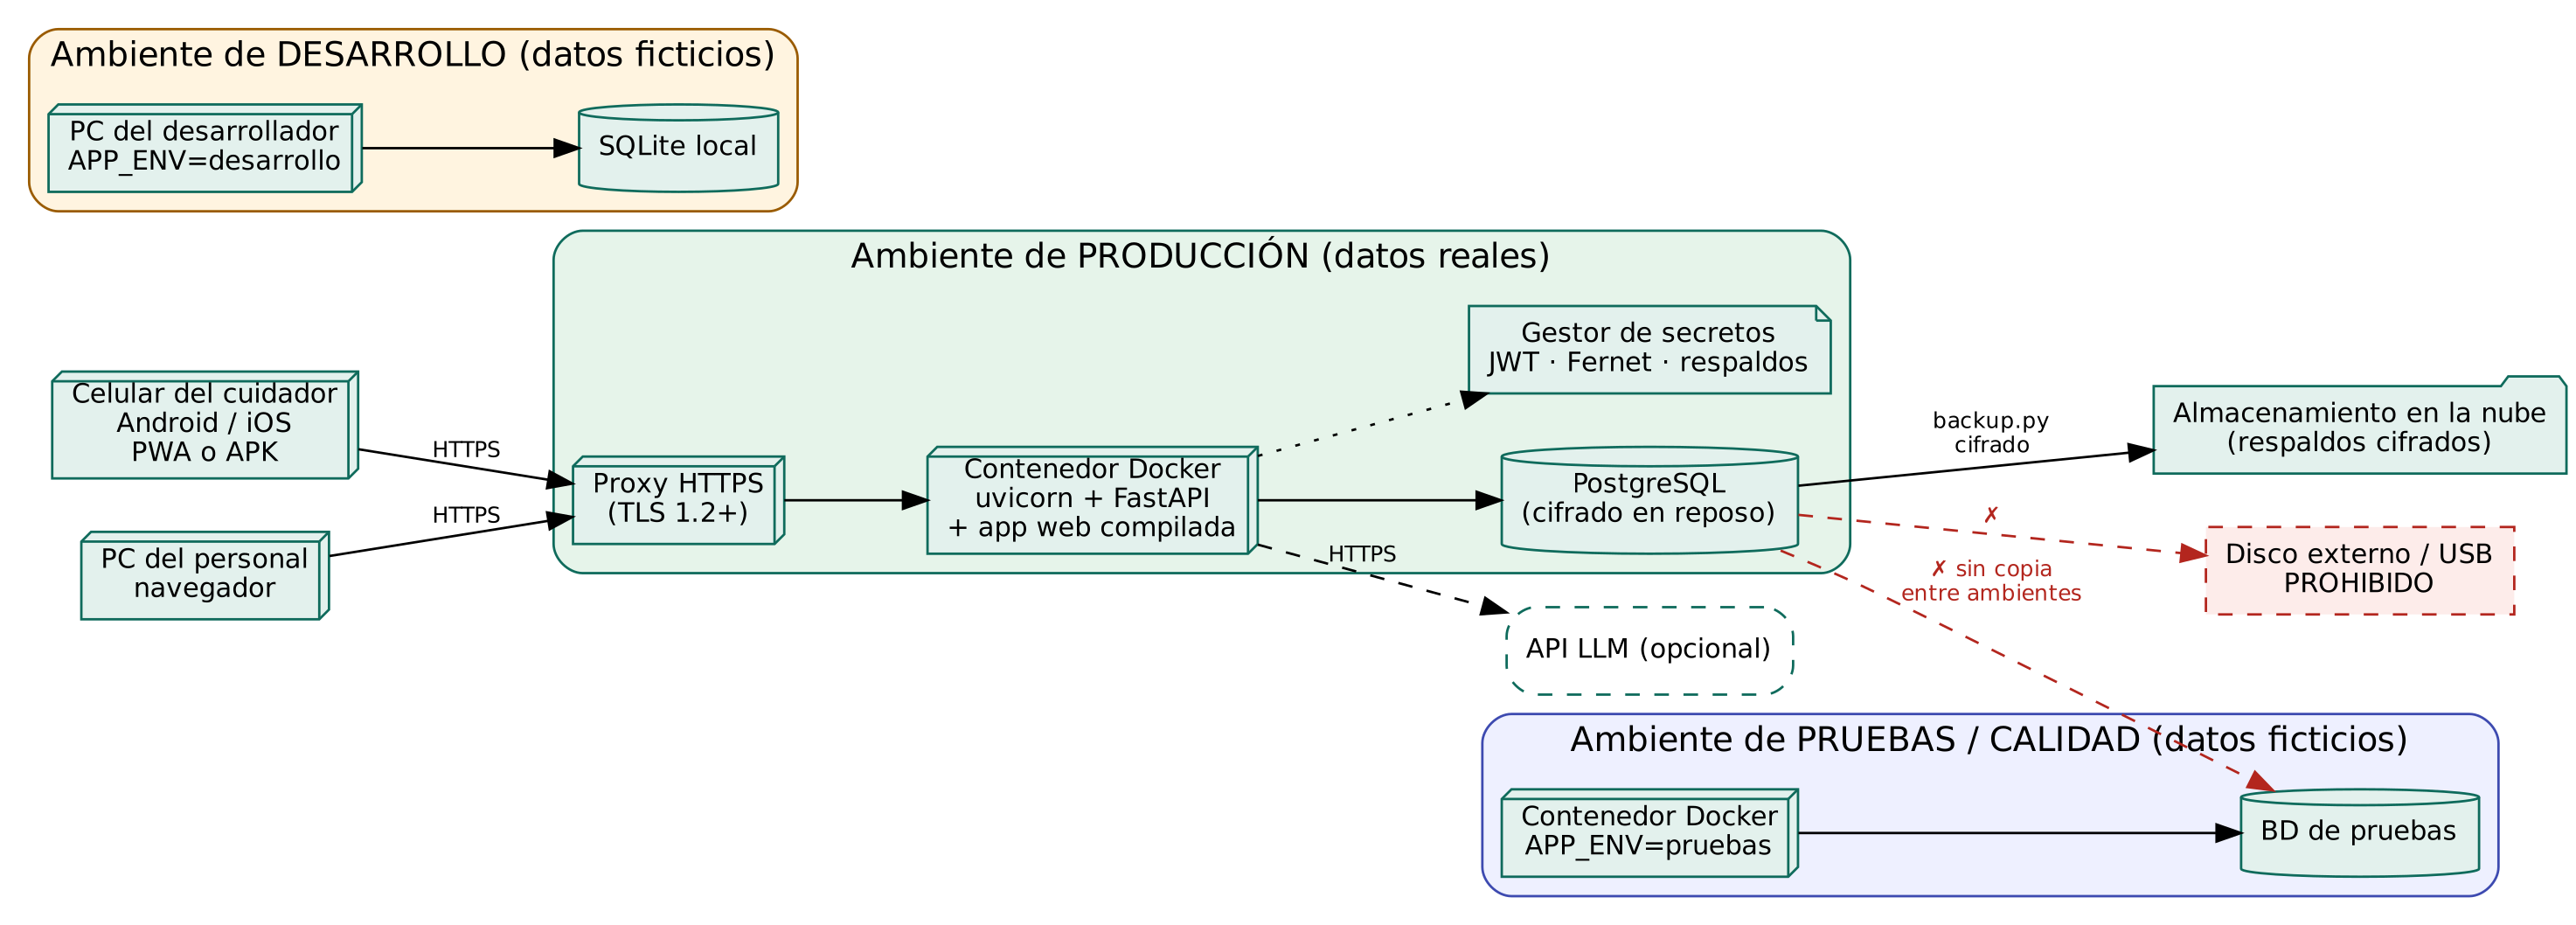 Ambiente de DESARROLLO (datos ficticios)
PC del desarrollador
APP_ENV=desarrollo
SQLite local
Ambiente de PRODUCCIÓN (datos reales)
Gestor de secretos
JWT · Fernet · respaldos
Celular del cuidador
Android / iOS
PWA o APK
HTTPS
PC del personal
navegador
HTTPS
Proxy HTTPS
(TLS 1.2+)
Contenedor Docker
uvicorn + FastAPI
+ app web compilada
HTTPS
PostgreSQL
(cifrado en reposo)
backup.py
cifrado
Almacenamiento en la nube
(respaldos cifrados)
✗
Disco externo / USB
PROHIBIDO
✗ sin copia
entre ambientes
API LLM (opcional)
Ambiente de PRUEBAS / CALIDAD (datos ficticios)
Contenedor Docker
APP_ENV=pruebas
BD de pruebas